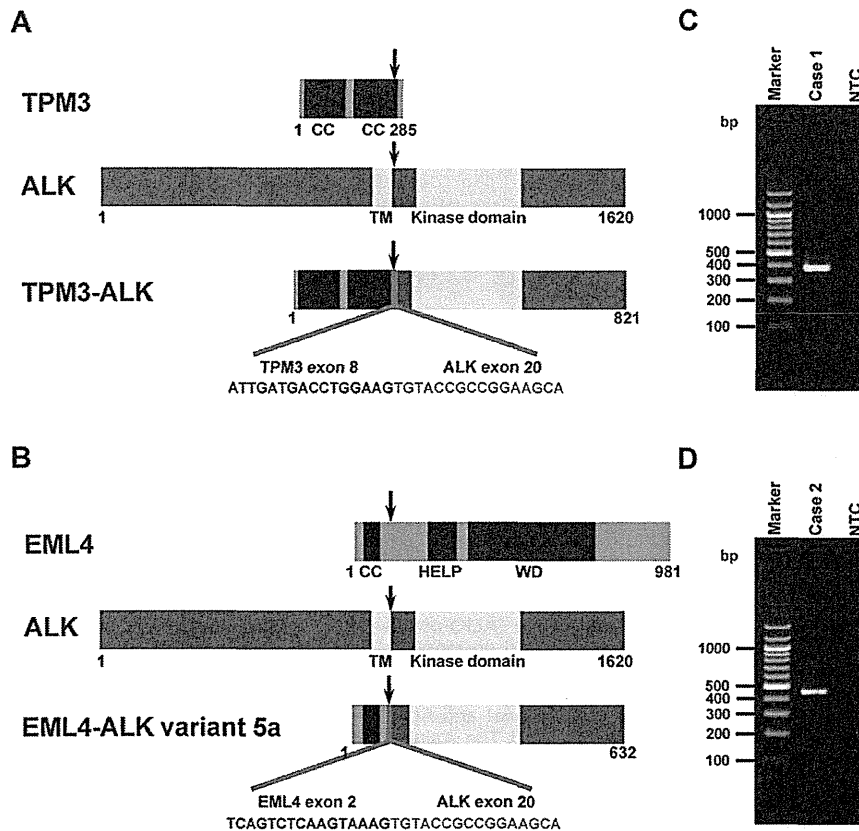 A
TPM3
1 CC CC 285
ALK
1 TM Kinase domain 1620
TPM3-ALK
1 821
TPM3 exon 8 ALK exon 20
ATTGATGACCTGGAAGTGTACCGCCGGAAGCA
B
EML4
1 CC HELP WD 981
ALK
1 TM Kinase domain 1620
EML4-ALK variant 5a
1 632
EML4 exon 2 ALK exon 20
TCAGTCTCAAGTAAAGTGTACCGCCGGAAGCA
C
bp
Marker
Case 1
NTC
1000
500
400
300
200
100
D
bp
Marker
Case 2
NTC
1000
500
400
300
200
100